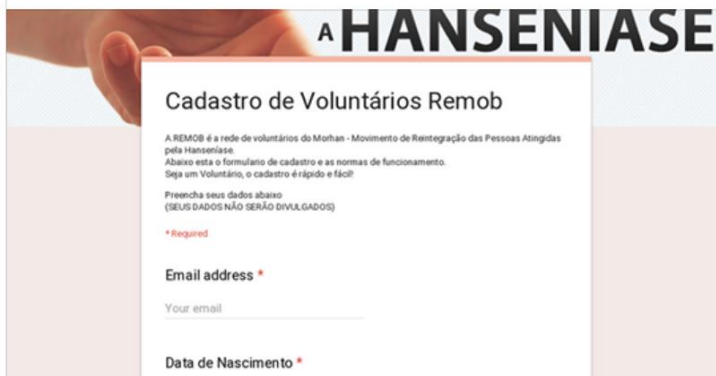 A HANSENÍASE
Cadastro de Voluntários Remob
A REMOB é a rede de voluntários do Morhan - Movimento de Reintegração das Pessoas Atingidas
pela Hanseníase.
Abaixo esta o formulario de cadastro e as normas de funcionamento.
Seja um Voluntário, o cadastro é rápido e fácil!
Preencha seus dados abaixo
(SEUS DADOS NÃO SERÃO DIVULGADOS)
* Required
Email address *
Your email
Data de Nascimento *